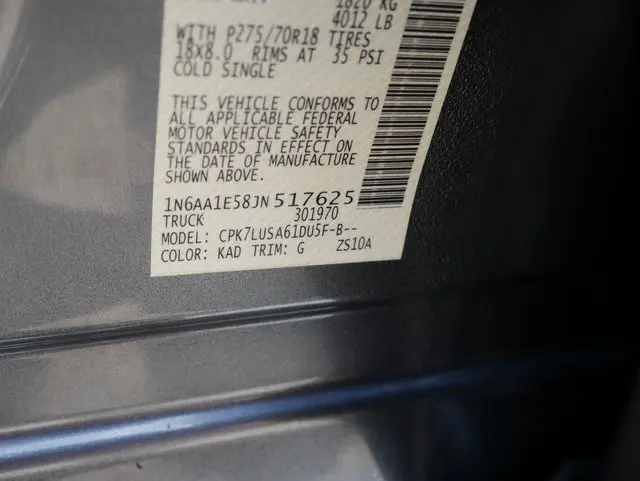 1820 KG
4012 LB
WITH P275/70R18 TIRES
18X8.0 RIMS AT 35 PSI
COLD SINGLE
THIS VEHICLE CONFORMS TO
ALL APPLICABLE FEDERAL
MOTOR VEHICLE SAFETY
STANDARDS IN EFFECT ON
THE DATE OF MANUFACTURE
SHOWN ABOVE.
1N6AA1E58JN517625
TRUCK 301970
MODEL: CPK7LUSA61DU5F-B--
COLOR: KAD TRIM: G ZS10A